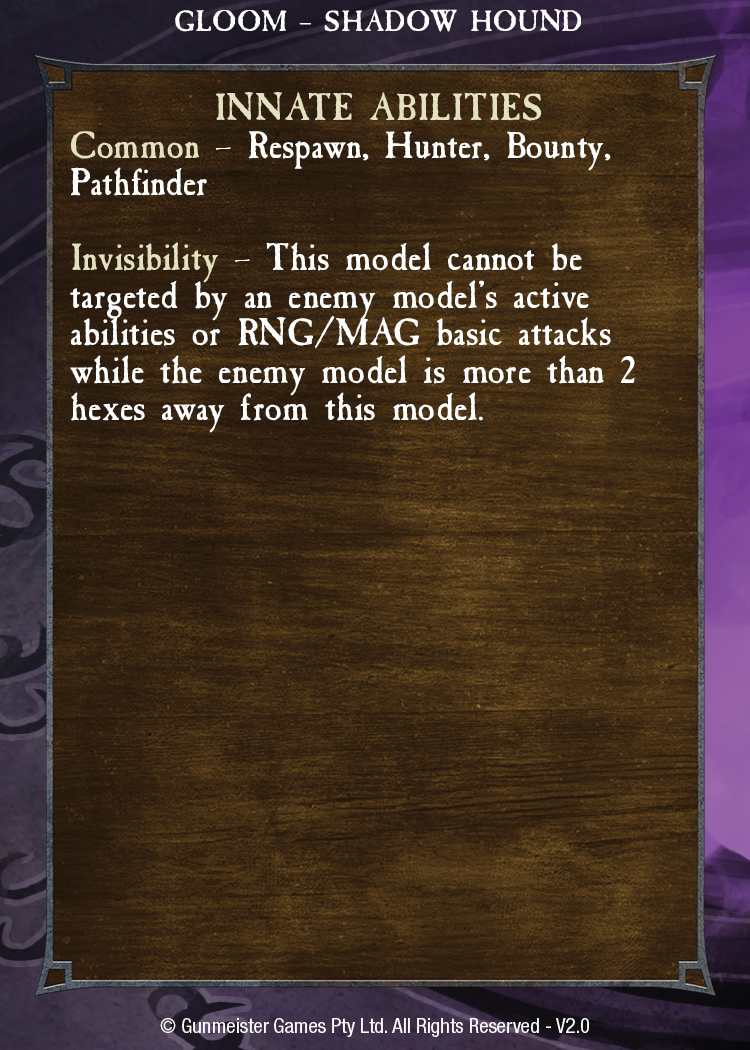 GLOOM – SHADOW HOUND
INNATE ABILITIES
Common – Respawn, Hunter, Bounty,
Pathfinder
Invisibility – This model cannot be
targeted by an enemy model's active
abilities or RNG/MAG basic attacks
while the enemy model is more than 2
hexes away from this model.
© Gunmeister Games Pty Ltd. All Rights Reserved - V2.0